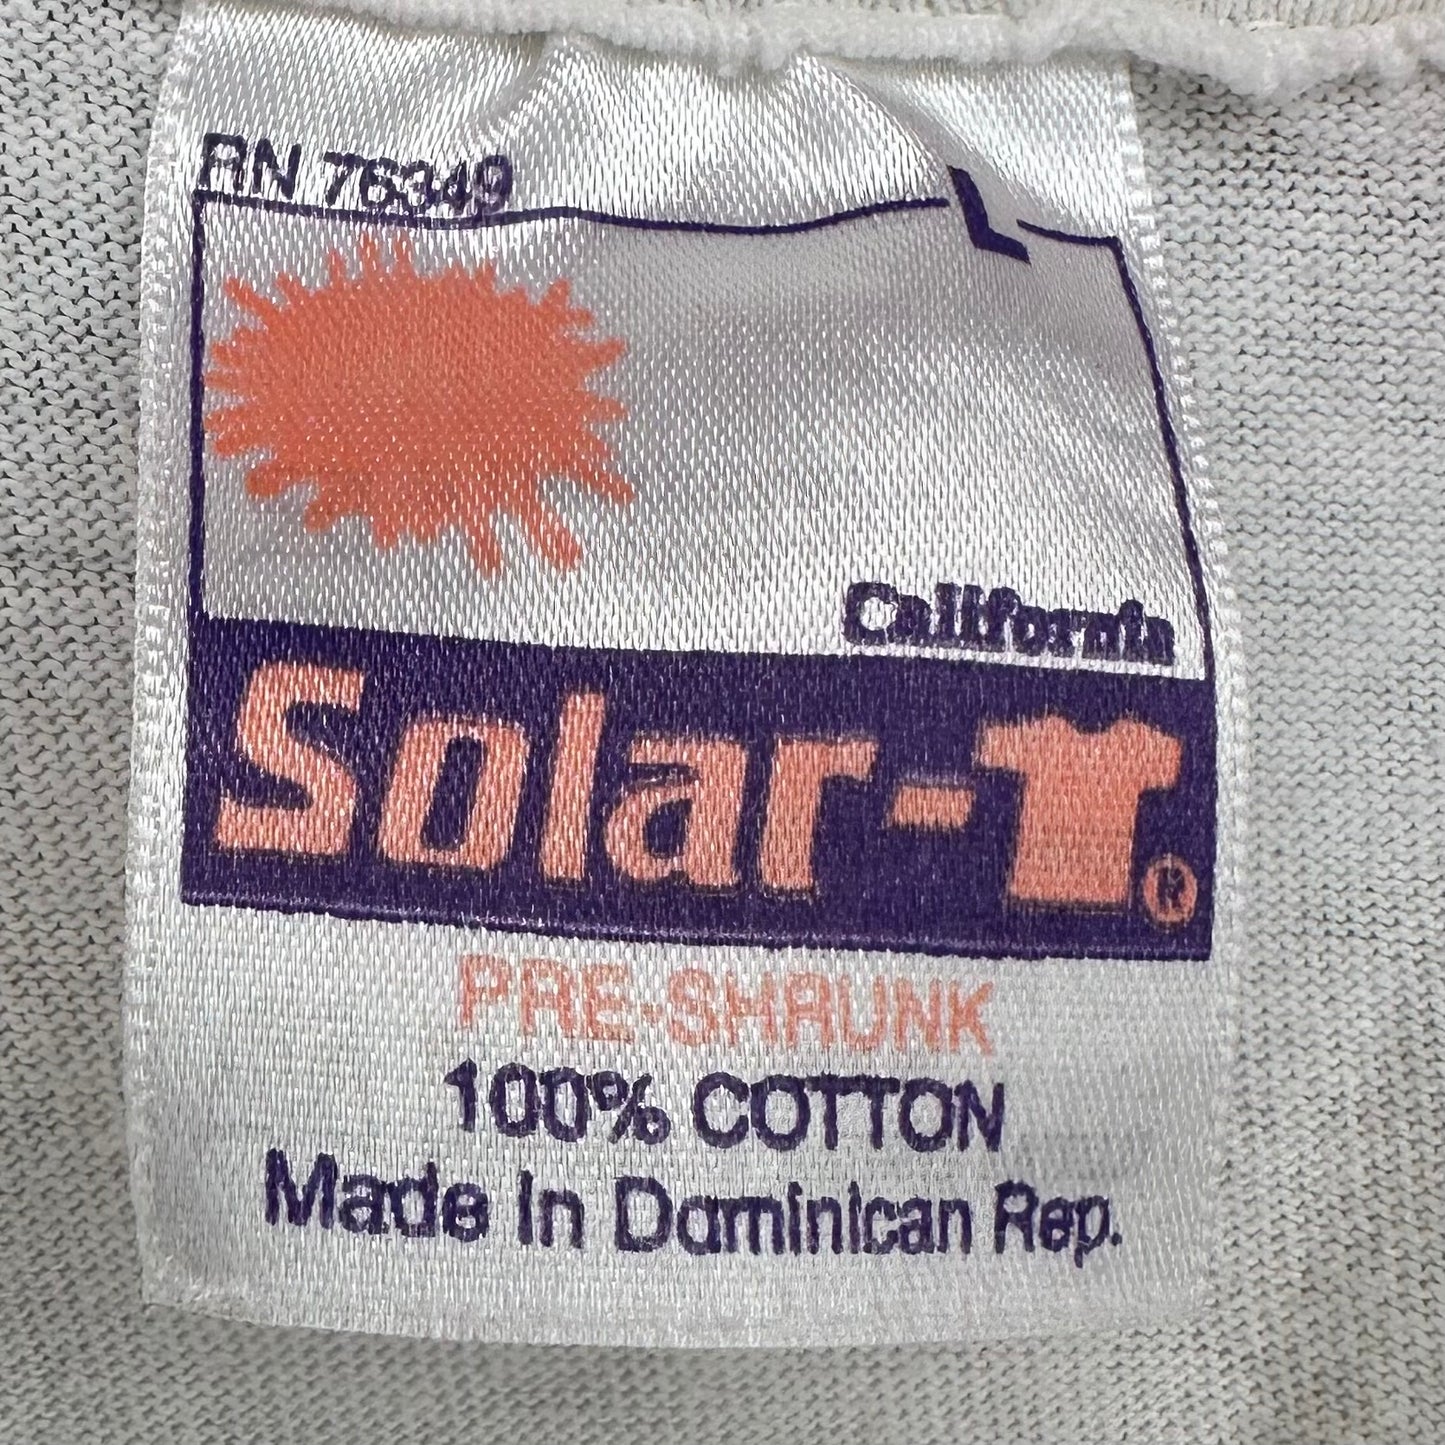 RN 76349
L
California
Solar-T®
PRE-SHRUNK
100% COTTON
Made In Dominican Rep.